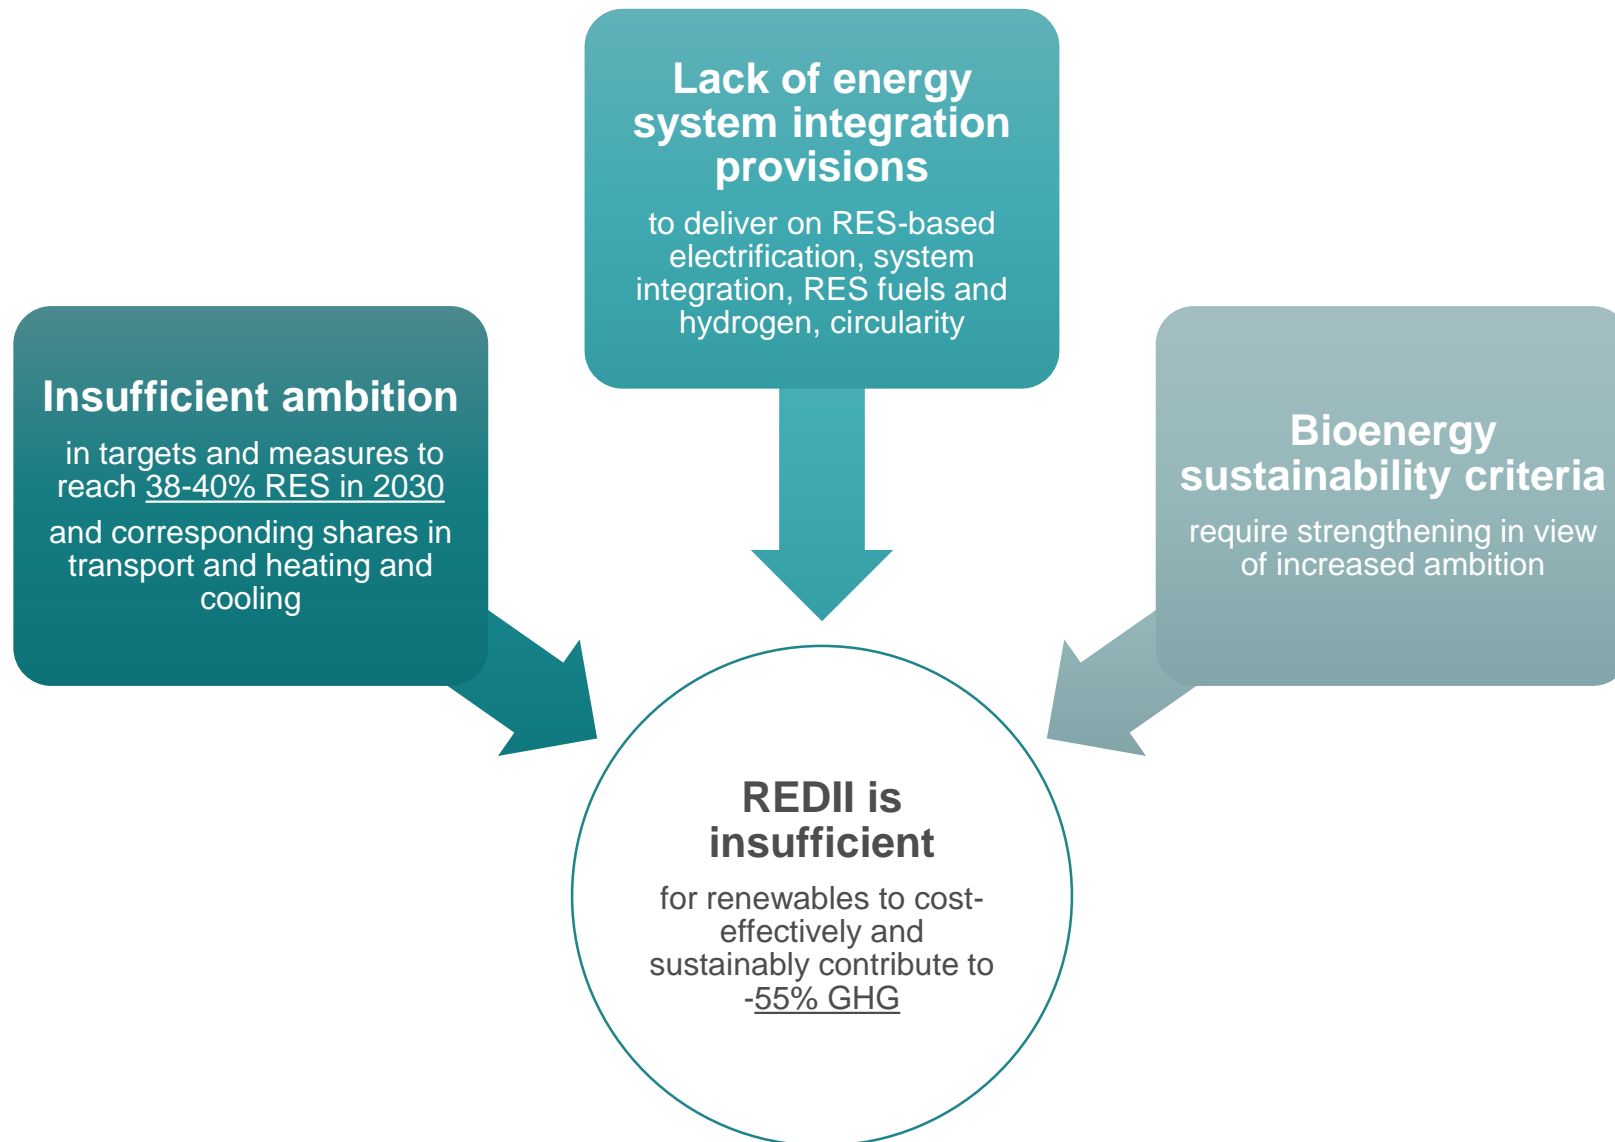 Lack of energy
system integration
provisions
to deliver on RES-based
electrification, system
integration, RES fuels and
hydrogen, circularity
Insufficient ambition
in targets and measures to
reach 38-40% RES in 2030
and corresponding shares in
transport and heating and
cooling
Bioenergy
sustainability criteria
require strengthening in view
of increased ambition
REDII is
insufficient
for renewables to cost-
effectively and
sustainably contribute to
-55% GHG